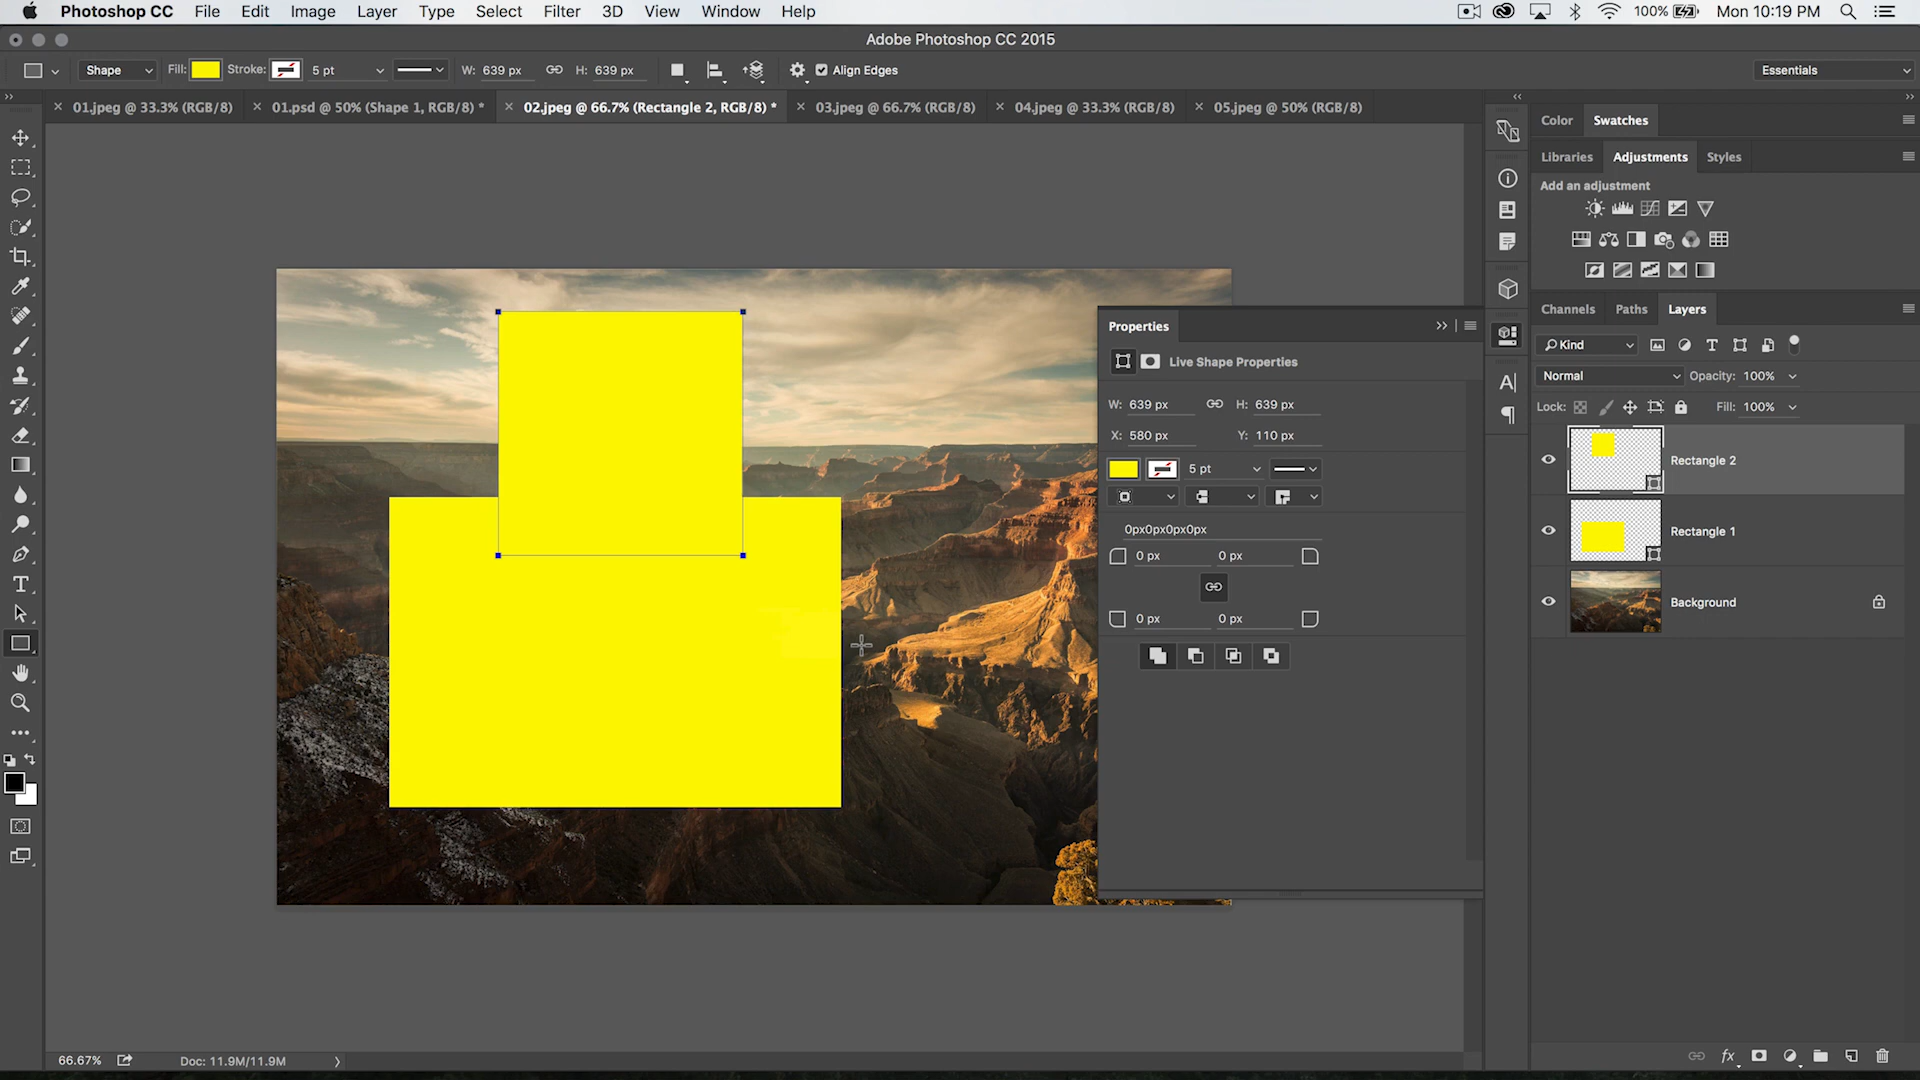 Photoshop CC File Edit Image Layer Type Select Filter 3D View Window Help 100% Mon 10:19 PM
Adobe Photoshop CC 2015
Shape Fill: Stroke: 5 pt W: 639 px H: 639 px Align Edges Essentials
01.jpeg @ 33.3% (RGB/8) 01.psd @ 50% (Shape 1, RGB/8) * 02.jpeg @ 66.7% (Rectangle 2, RGB/8) * 03.jpeg @ 66.7% (RGB/8) 04.jpeg @ 33.3% (RGB/8) 05.jpeg @ 50% (RGB/8)
Color Swatches
Libraries Adjustments Styles
Add an adjustment
Channels Paths Layers
Kind
Normal Opacity: 100%
Lock: Fill: 100%
Rectangle 2
Rectangle 1
Background
Properties
Live Shape Properties
W: 639 px H: 639 px
X: 580 px Y: 110 px
5 pt
0px0px0px0px
0 px 0 px
0 px 0 px
66.67% Doc: 11.9M/11.9M